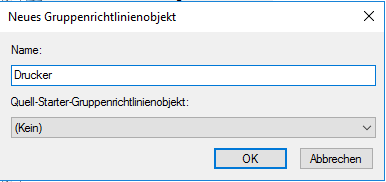 Neues Gruppenrichtlinienobjekt
Name:
Drucker
Quell-Starter-Gruppenrichtlinienobjekt:
(Kein)
OK
Abbrechen